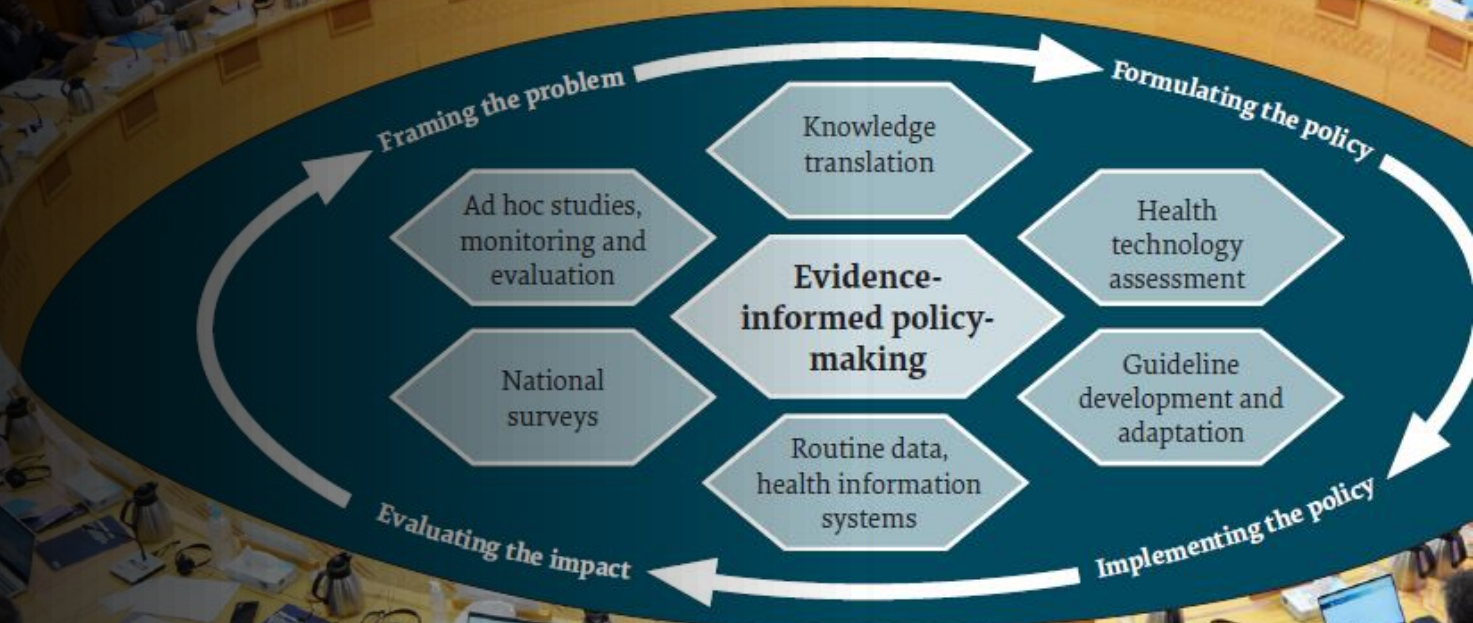 Framing the problem
Formulating the policy
Knowledge
translation
Ad hoc studies,
monitoring and
evaluation
Health
technology
assessment
Evidence-
informed policy-
making
National
surveys
Guideline
development and
adaptation
Routine data,
health information
systems
Evaluating the impact
Implementing the policy